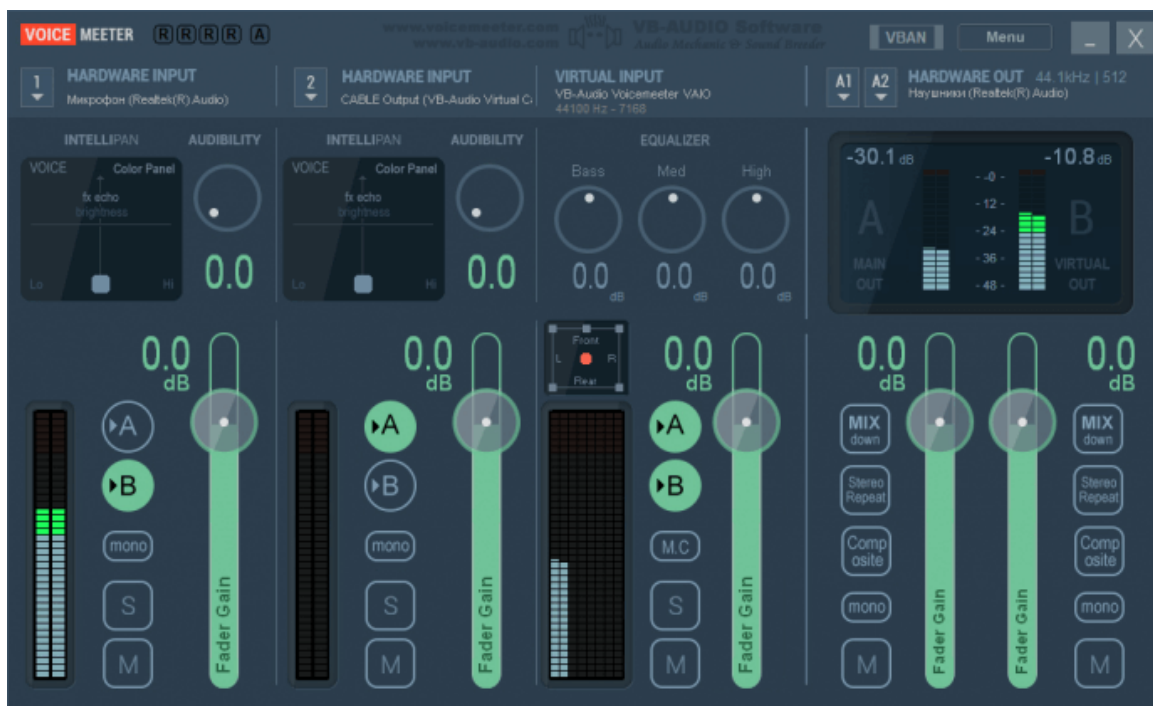 VOICE MEETER R R R R A www.voicemeeter.com VB-AUDIO Software VBAN Menu _ X
www.vb-audio.com Audio Mechanic & Sound Breeder
1 HARDWARE INPUT 2 HARDWARE INPUT VIRTUAL INPUT A1 A2 HARDWARE OUT 44.1kHz | 512
Микрофон (Realtek(R) Audio) CABLE Output (VB-Audio Virtual C VB-Audio Voicemeeter VAIO Наушники (Realtek(R) Audio)
44100 Hz - 7168
INTELLIPAN AUDIBILITY INTELLIPAN AUDIBILITY EQUALIZER
-30.1 dB -10.8 dB
VOICE Color Panel VOICE Color Panel Bass Med High
fx echo fx echo
brightness brightness
-0 -
- 12 -
A - 24 - B
- 36 -
MAIN OUT VIRTUAL OUT
- 48 -
0.0 0.0 0.0 dB 0.0 dB 0.0 dB
Lo Hi Lo Hi
Front
L R
Rear
0.0 dB 0.0 dB 0.0 dB 0.0 dB 0.0 dB
A A A MIX down MIX down
B B B Stereo Repeat Stereo Repeat
mono mono M.C Comp osite Comp osite
S S S mono mono
M M M M M
Fader Gain Fader Gain Fader Gain Fader Gain Fader Gain